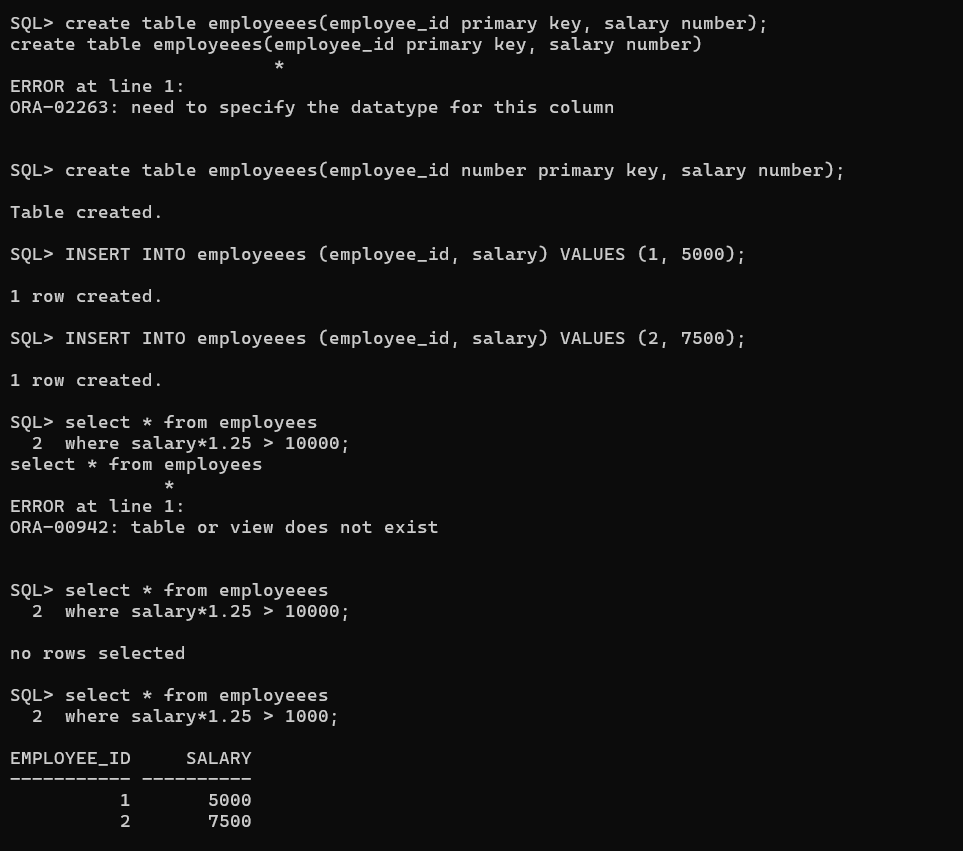 SQL> create table employeees(employee_id primary key, salary number);
create table employeees(employee_id primary key, salary number)
*
ERROR at line 1:
ORA-02263: need to specify the datatype for this column
SQL> create table employeees(employee_id number primary key, salary number);
Table created.
SQL> INSERT INTO employeees (employee_id, salary) VALUES (1, 5000);
1 row created.
SQL> INSERT INTO employeees (employee_id, salary) VALUES (2, 7500);
1 row created.
SQL> select * from employees
2 where salary*1.25 > 10000;
select * from employees
*
ERROR at line 1:
ORA-00942: table or view does not exist
SQL> select * from employeees
2 where salary*1.25 > 10000;
no rows selected
SQL> select * from employeees
2 where salary*1.25 > 1000;
EMPLOYEE_ID SALARY
----------- ----------
1 5000
2 7500